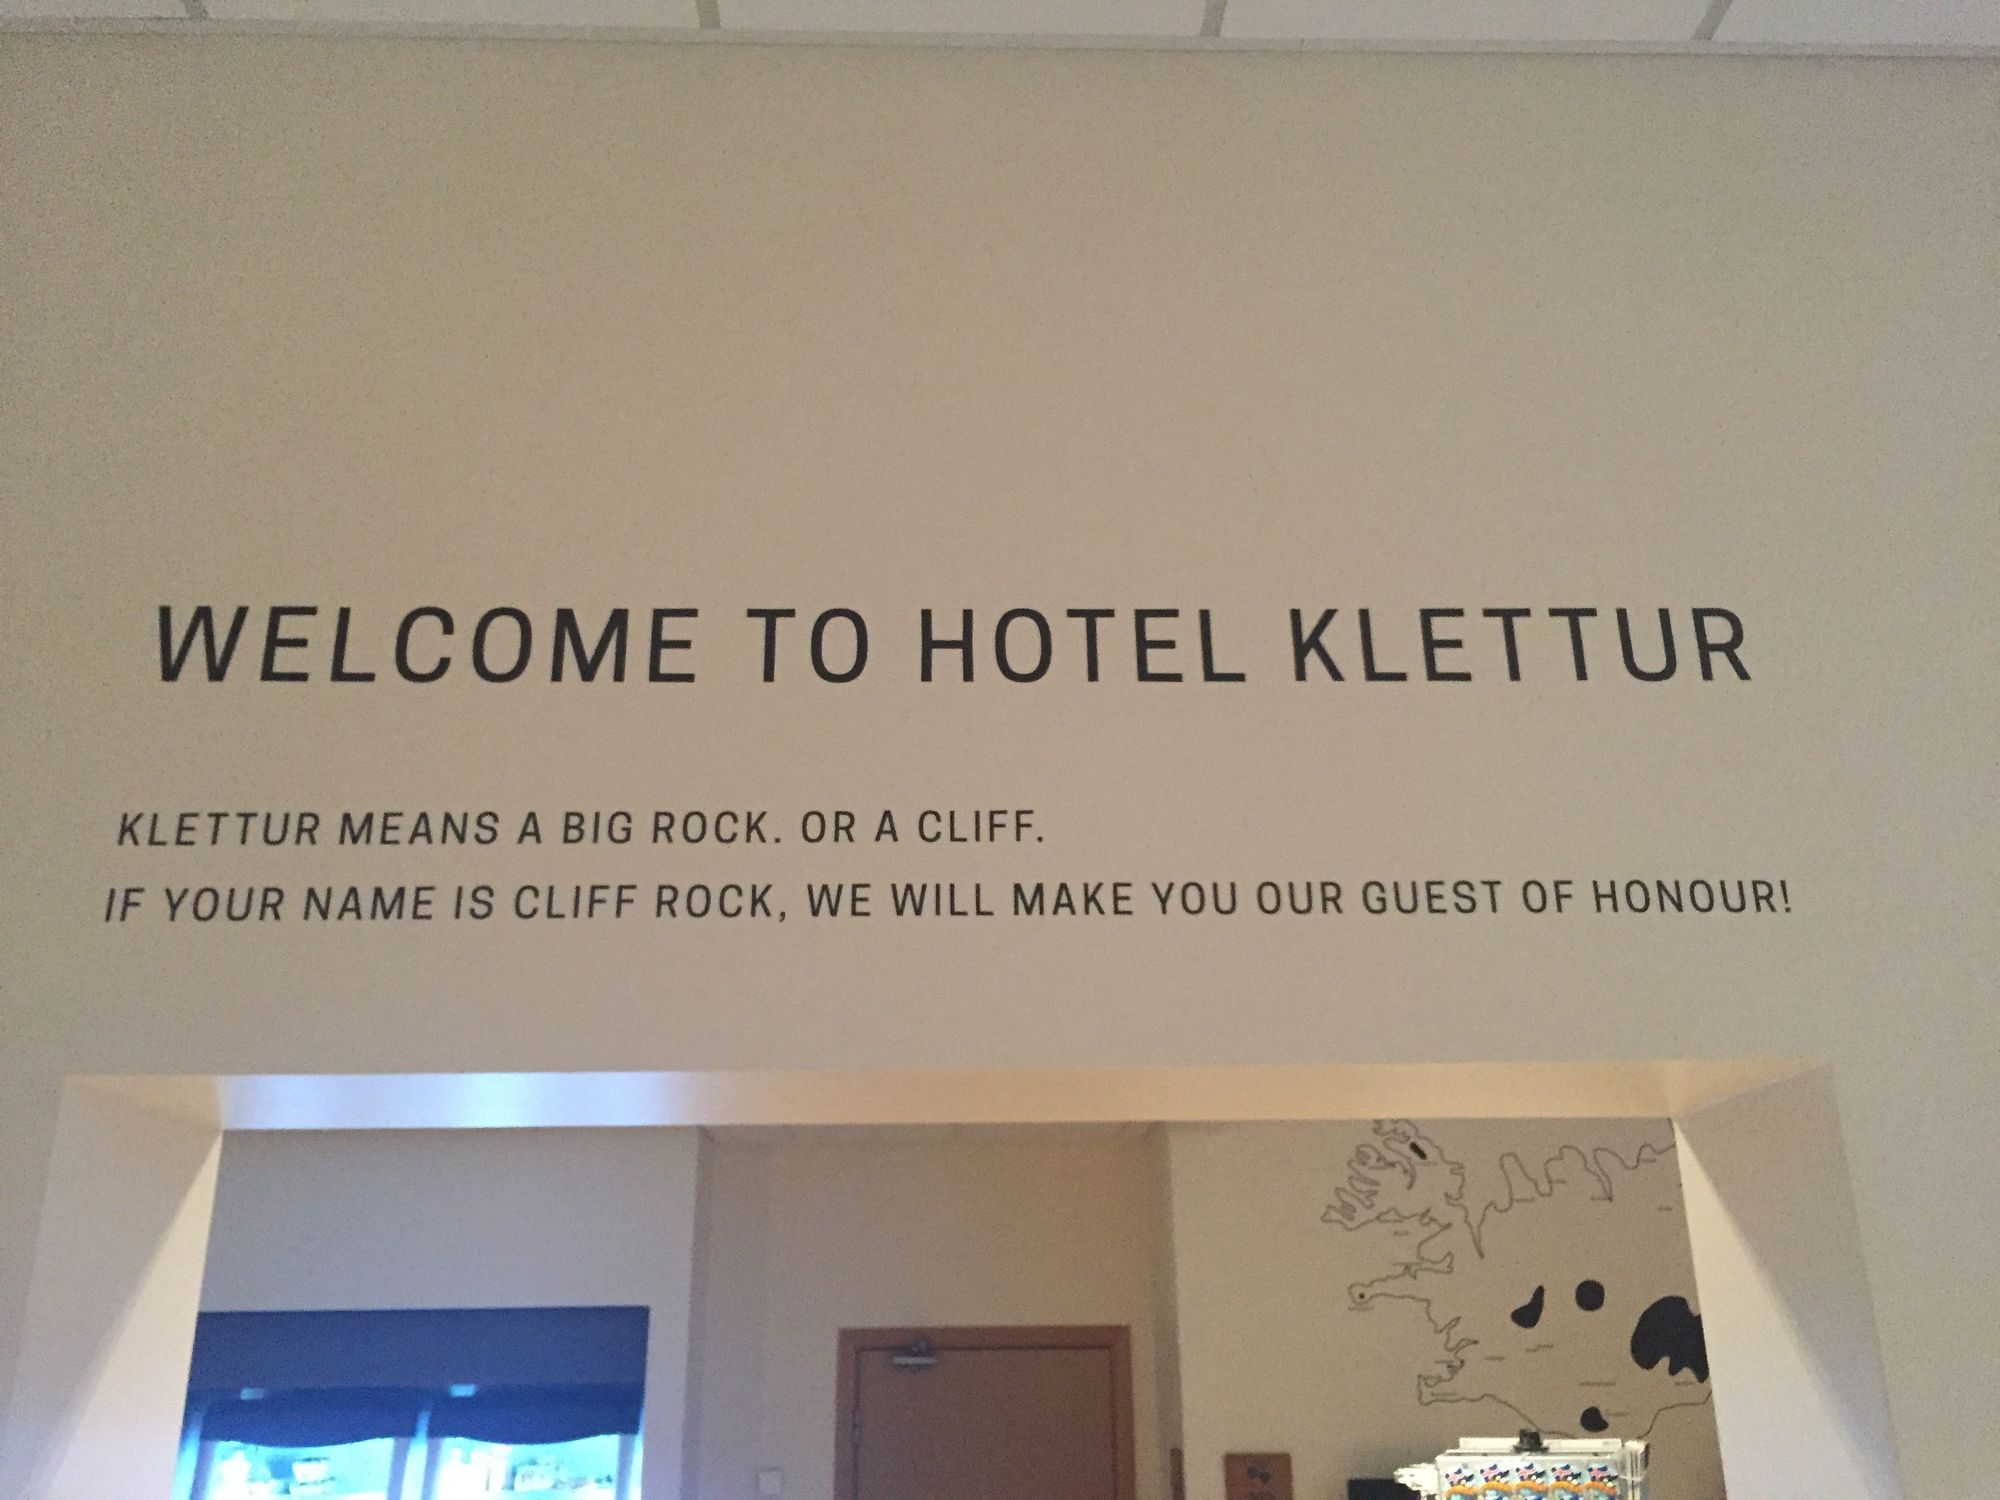 WELCOME TO HOTEL KLETTUR
KLETTUR MEANS A BIG ROCK. OR A CLIFF.
IF YOUR NAME IS CLIFF ROCK, WE WILL MAKE YOU OUR GUEST OF HONOUR!